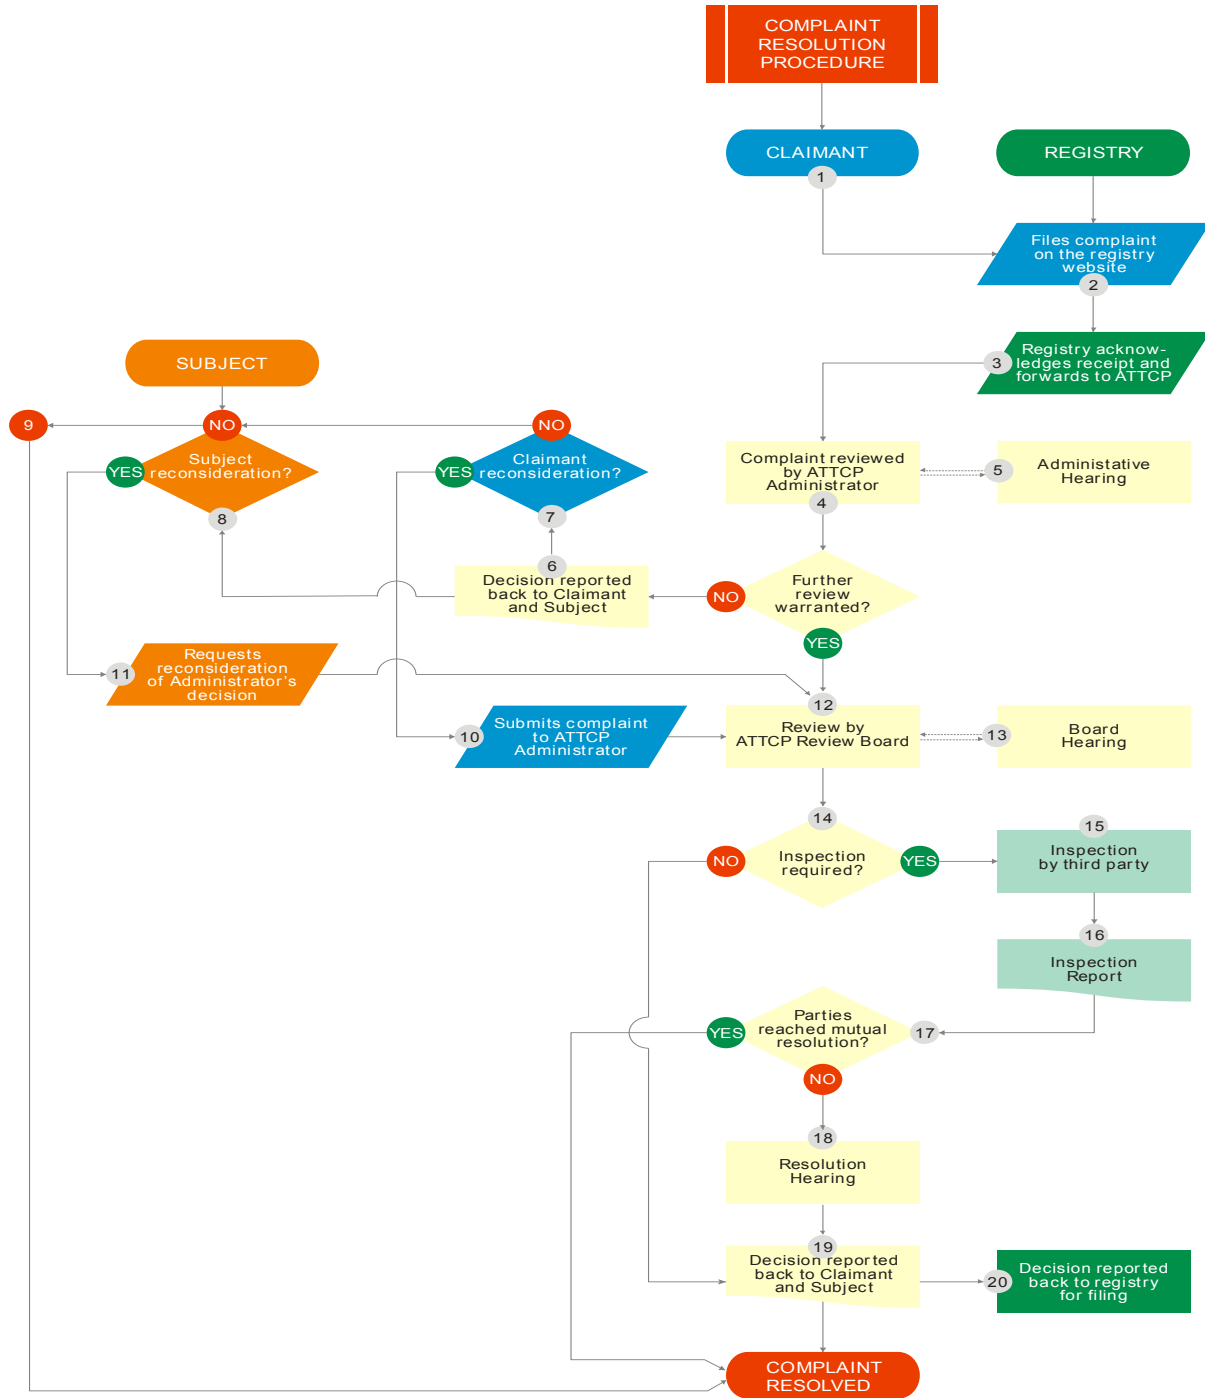 COMPLAINT
RESOLUTION
PROCEDURE
CLAIMANT
REGISTRY
1
Files complaint
on the registry
website
2
SUBJECT
Registry acknow-
ledges receipt and
forwards to ATTCP
3
9
NO
NO
Subject
reconsideration?
YES
8
Claimant
reconsideration?
YES
7
Complaint reviewed
by ATTCP
Administrator
4
5
Administative
Hearing
6
Decision reported
back to Claimant
and Subject
NO
Further
review
warranted?
YES
11
Requests
reconsideration
of Administrator's
decision
12
10
Submits complaint
to ATTCP
Administrator
Review by
ATTCP Review Board
13
Board
Hearing
14
NO
Inspection
required?
YES
15
Inspection
by third party
16
Inspection
Report
YES
Parties
reached mutual
resolution?
17
NO
18
Resolution
Hearing
19
Decision reported
back to Claimant
and Subject
20
Decision reported
back to registry
for filing
COMPLAINT
RESOLVED